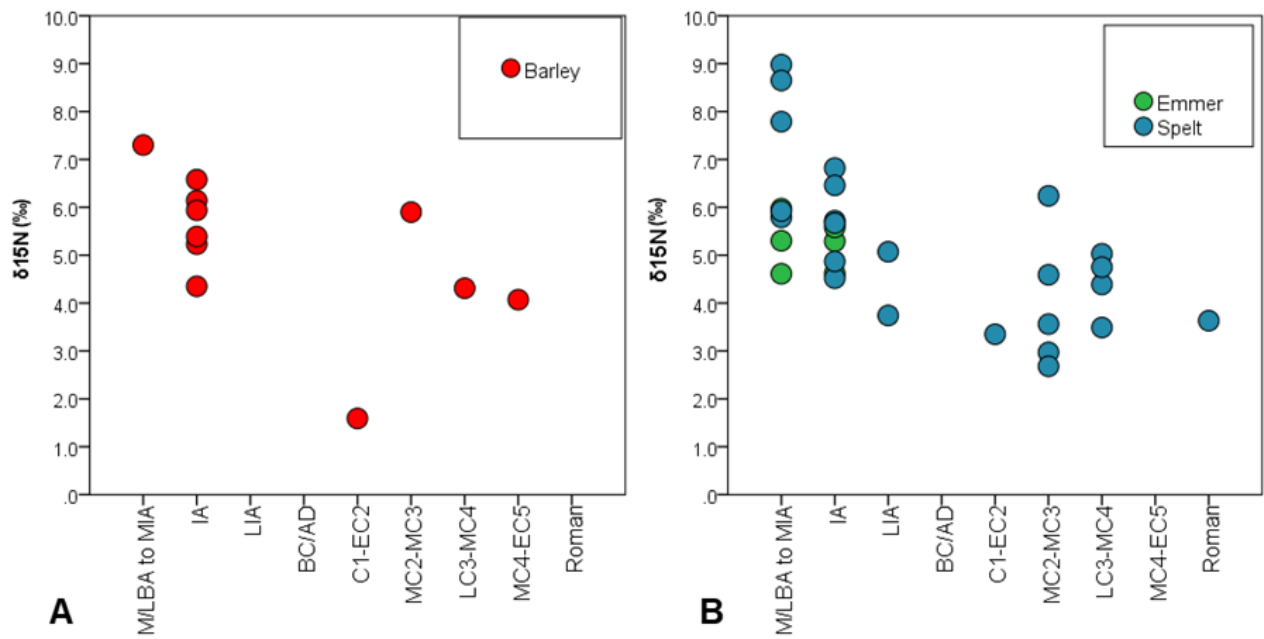 10.0
9.0
8.0
7.0
6.0
5.0
4.0
3.0
2.0
1.0
.0
δ15N (‰)
Barley
M/LBA to MIA
IA
LIA
BC/AD
C1-EC2
MC2-MC3
LC3-MC4
MC4-EC5
Roman
A
10.0
9.0
8.0
7.0
6.0
5.0
4.0
3.0
2.0
1.0
.0
δ15N (‰)
Emmer
Spelt
M/LBA to MIA
IA
LIA
BC/AD
C1-EC2
MC2-MC3
LC3-MC4
MC4-EC5
Roman
B